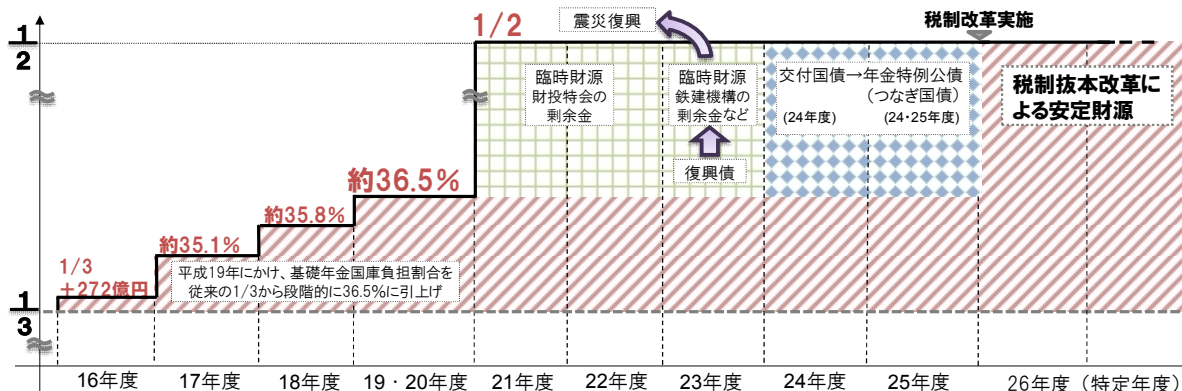 震災復興
税制改革実施
1/2
1
2
臨時財源
財投特会の
剰余金
臨時財源
鉄建機構の
剰余金など
復興債
交付国債→年金特例公債
(つなぎ国債)
(24年度)
(24・25年度)
税制抜本改革に
よる安定財源
約36.5%
約35.8%
約35.1%
1/3
+272億円
平成19年にかけ、基礎年金国庫負担割合を
従来の1/3から段階的に36.5%に引上げ
1
3
16年度
17年度
18年度
19・20年度
21年度
22年度
23年度
24年度
25年度
26年度(特定年度)